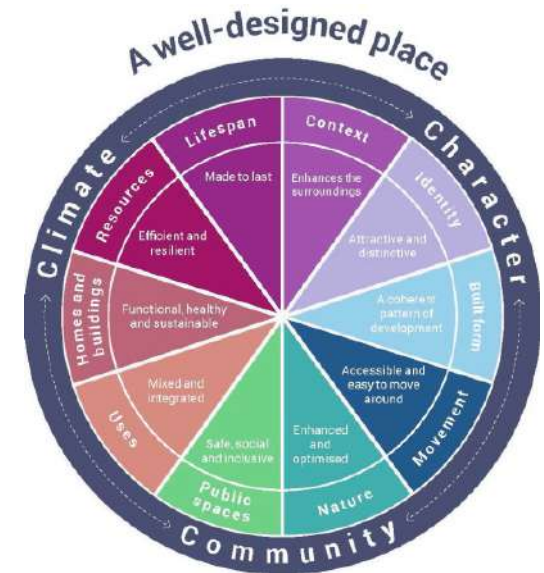 A well-designed place
Climate
Character
Community
Context
Enhances the
surroundings
Identity
Attractive and
distinctive
Built form
A coherent
pattern of
development
Movement
Accessible and
easy to move
around
Nature
Enhanced
and
optimised
Public
spaces
Safe, social
and inclusive
Uses
Mixed and
integrated
Homes and
buildings
Functional, healthy
and sustainable
Resources
Efficient and
resilient
Lifespan
Made to last